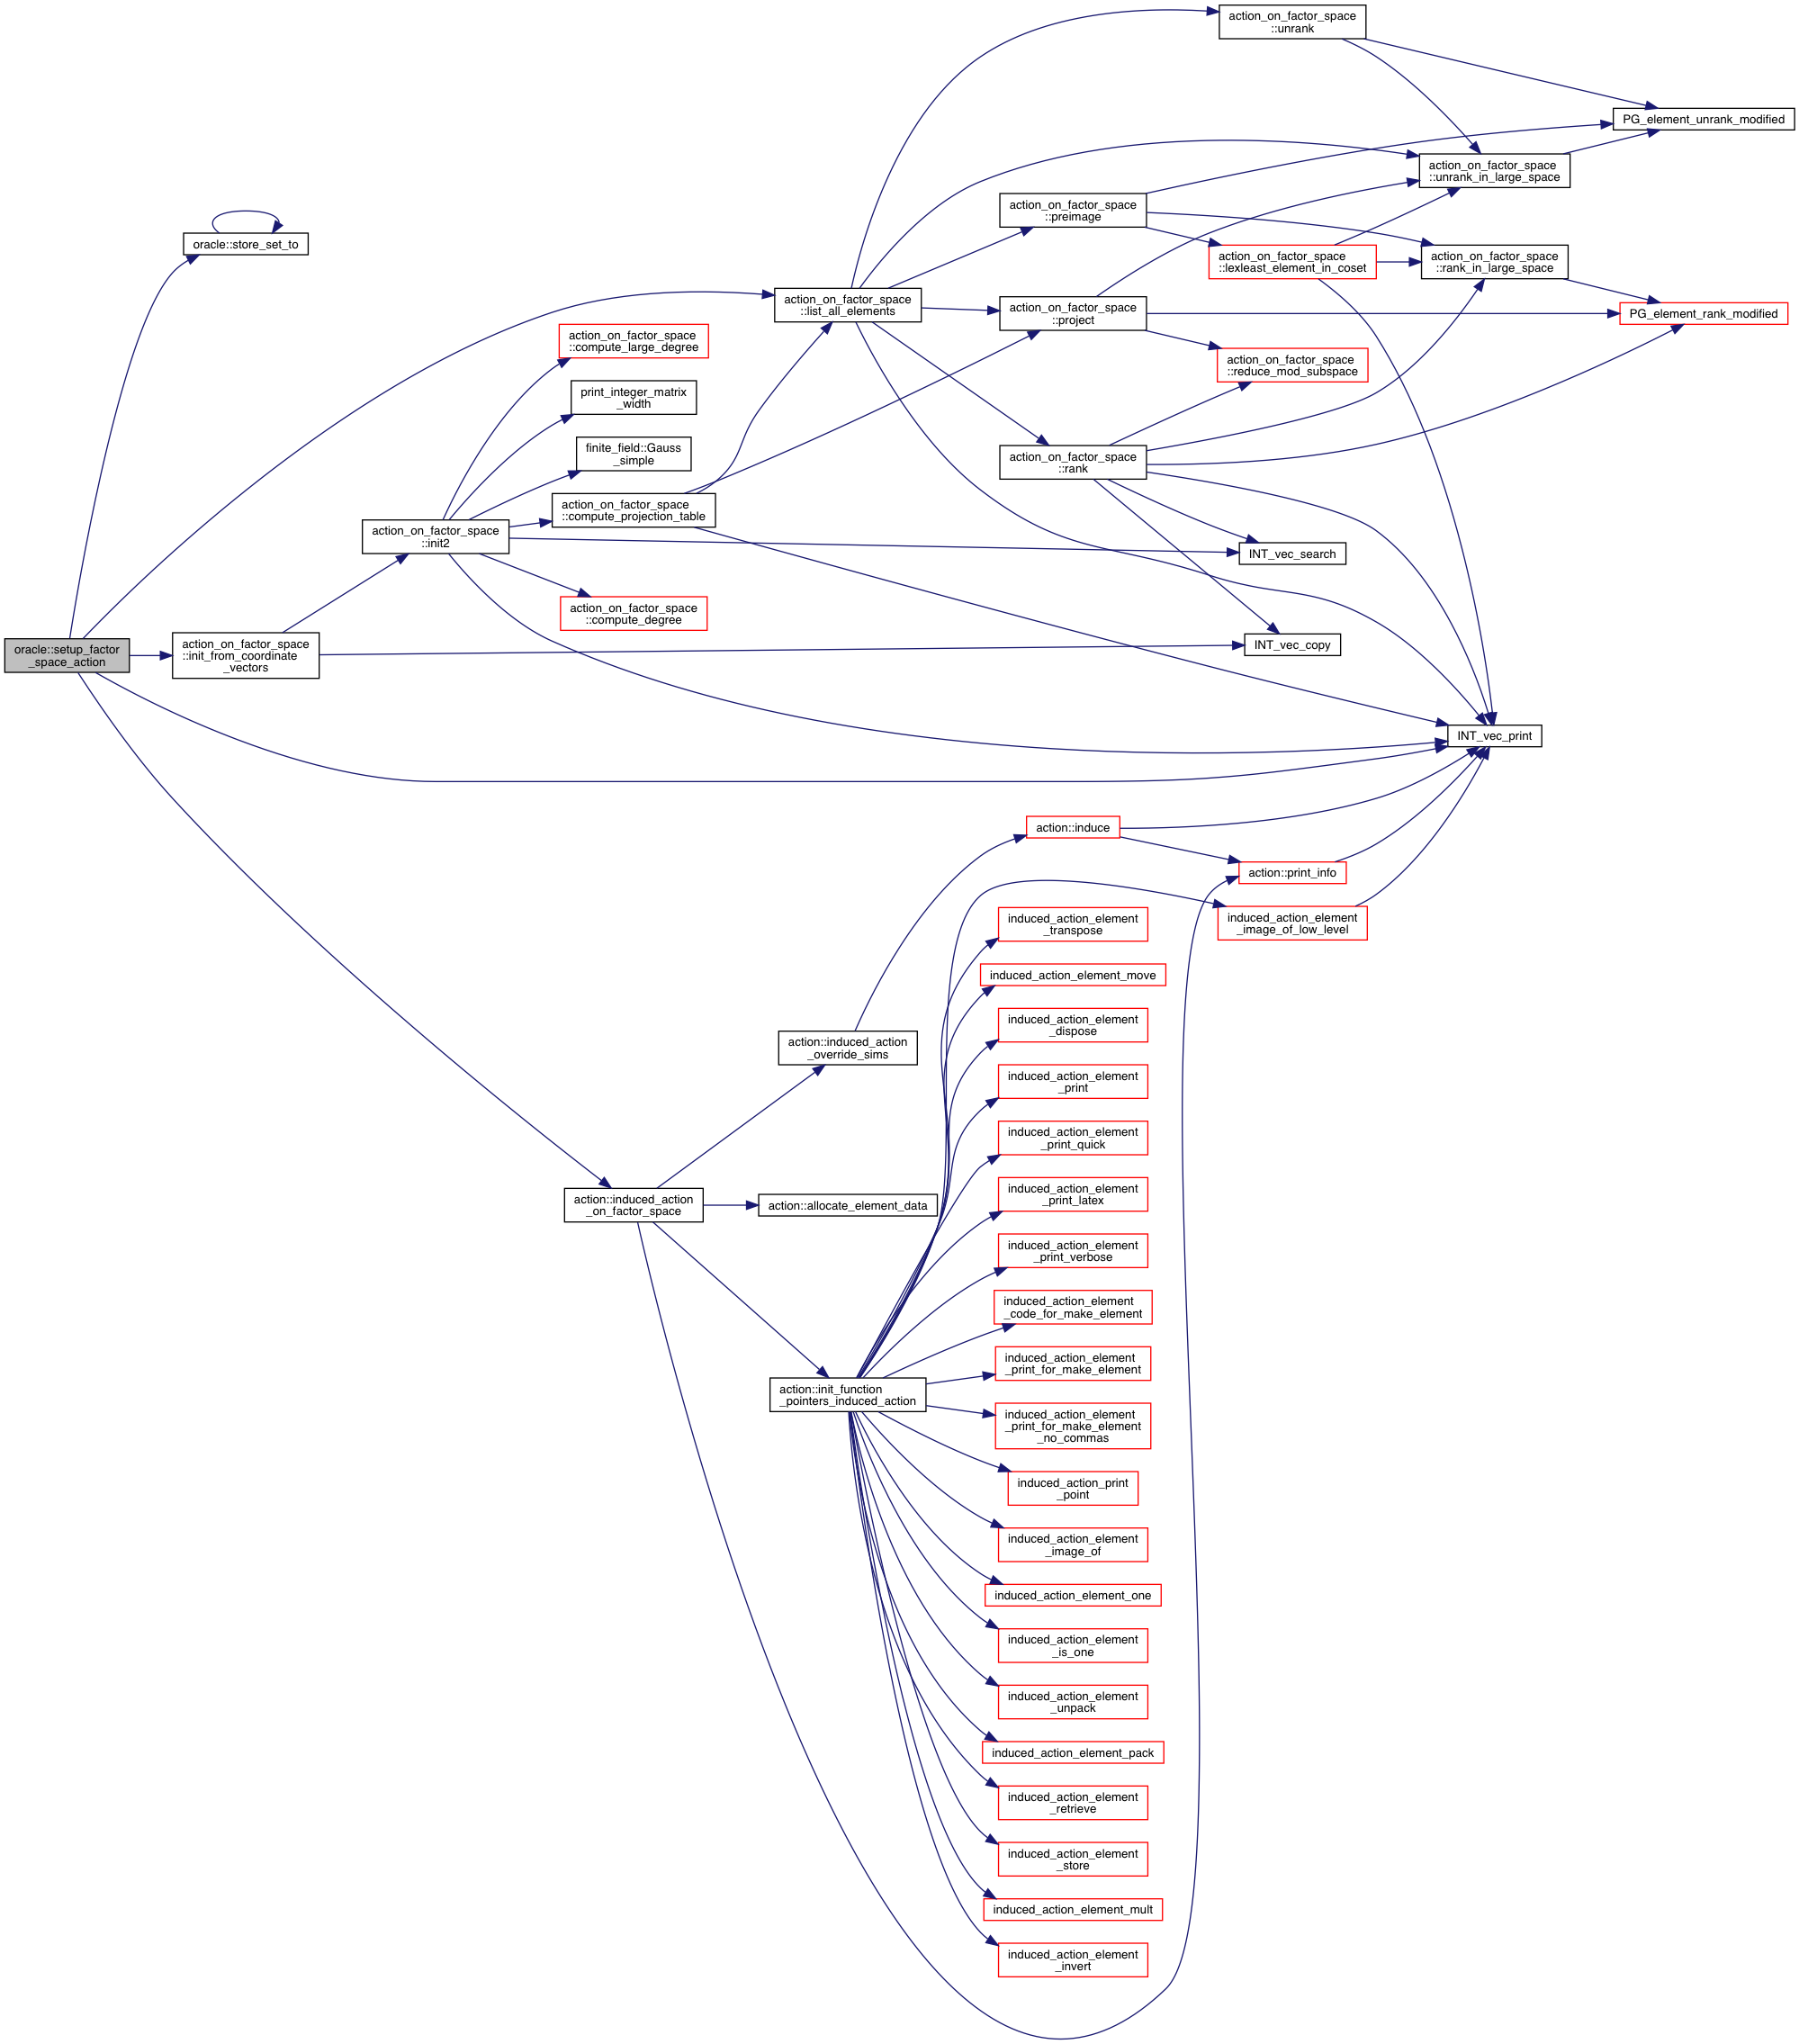 action_on_factor_space
::unrank
PG_element_unrank_modified
action_on_factor_space
::unrank_in_large_space
action_on_factor_space
::preimage
oracle::store_set_to
action_on_factor_space
::lexleast_element_in_coset
action_on_factor_space
::rank_in_large_space
action_on_factor_space
::list_all_elements
action_on_factor_space
::project
PG_element_rank_modified
action_on_factor_space
::compute_large_degree
action_on_factor_space
::reduce_mod_subspace
print_integer_matrix
_width
finite_field::Gauss
_simple
action_on_factor_space
::rank
action_on_factor_space
::compute_projection_table
action_on_factor_space
::init2
INT_vec_search
action_on_factor_space
::compute_degree
oracle::setup_factor
_space_action
action_on_factor_space
::init_from_coordinate
_vectors
INT_vec_copy
INT_vec_print
action::induce
action::print_info
induced_action_element
_image_of_low_level
induced_action_element
_transpose
induced_action_element_move
induced_action_element
_dispose
action::induced_action
_override_sims
induced_action_element
_print
induced_action_element
_print_quick
induced_action_element
_print_latex
action::induced_action
_on_factor_space
action::allocate_element_data
induced_action_element
_print_verbose
induced_action_element
_code_for_make_element
induced_action_element
_print_for_make_element
action::init_function
_pointers_induced_action
induced_action_element
_print_for_make_element
_no_commas
induced_action_print
_point
induced_action_element
_image_of
induced_action_element_one
induced_action_element
_is_one
induced_action_element
_unpack
induced_action_element_pack
induced_action_element
_retrieve
induced_action_element
_store
induced_action_element_mult
induced_action_element
_invert